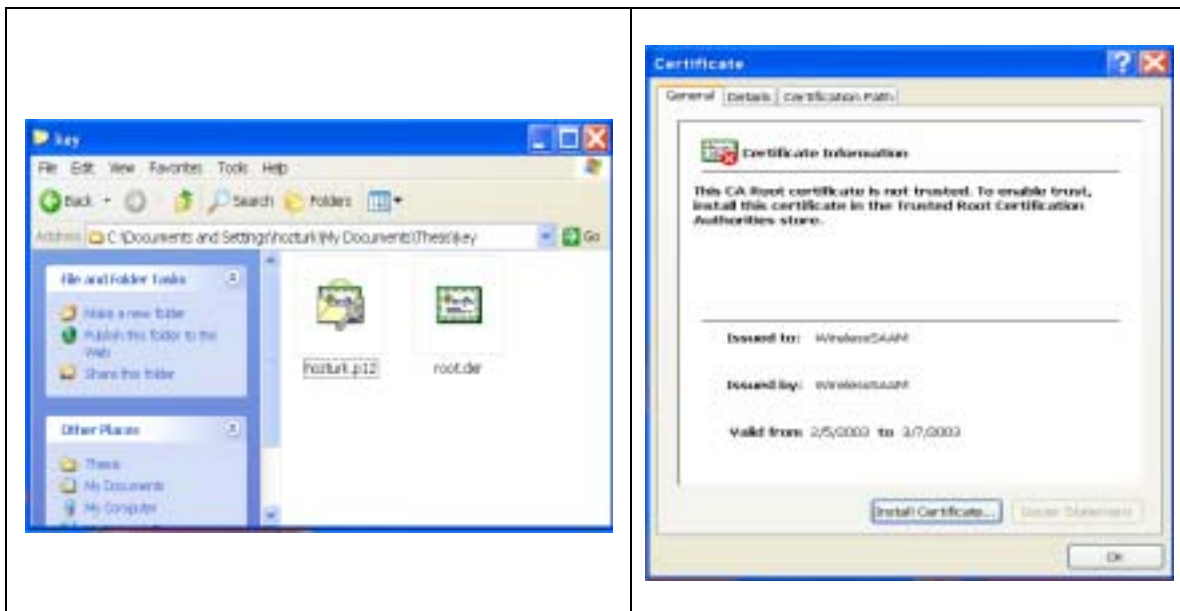 key
File Edit View Favorites Tools Help
Back Search Folders
Address C:\Documents and Settings\hozturk\My Documents\Thesis\key Go
File and Folder Tasks
Make a new folder
Publish this folder to the Web
Share this folder
Other Places
Thesis
My Documents
My Computer
hozturk.p12
root.der
Certificate
General Details Certification Path
Certificate Information
This CA Root certificate is not trusted. To enable trust,
install this certificate in the Trusted Root Certification
Authorities store.
Issued to: WirelessSAAM
Issued by: WirelessSAAM
Valid from 2/5/2003 to 3/7/2003
Install Certificate... Issuer Statement
OK